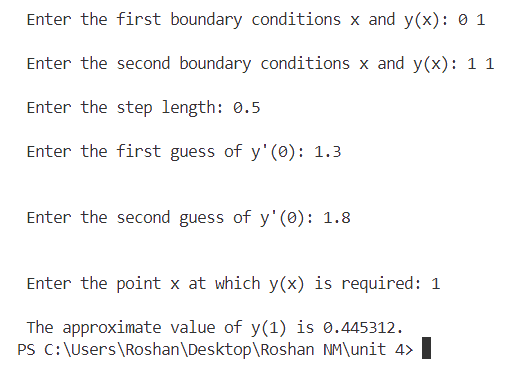 Enter the first boundary conditions x and y(x): 0 1
Enter the second boundary conditions x and y(x): 1 1
Enter the step length: 0.5
Enter the first guess of y'(0): 1.3
Enter the second guess of y'(0): 1.8
Enter the point x at which y(x) is required: 1
The approximate value of y(1) is 0.445312.
PS C:\Users\Roshan\Desktop\Roshan NM\unit 4>